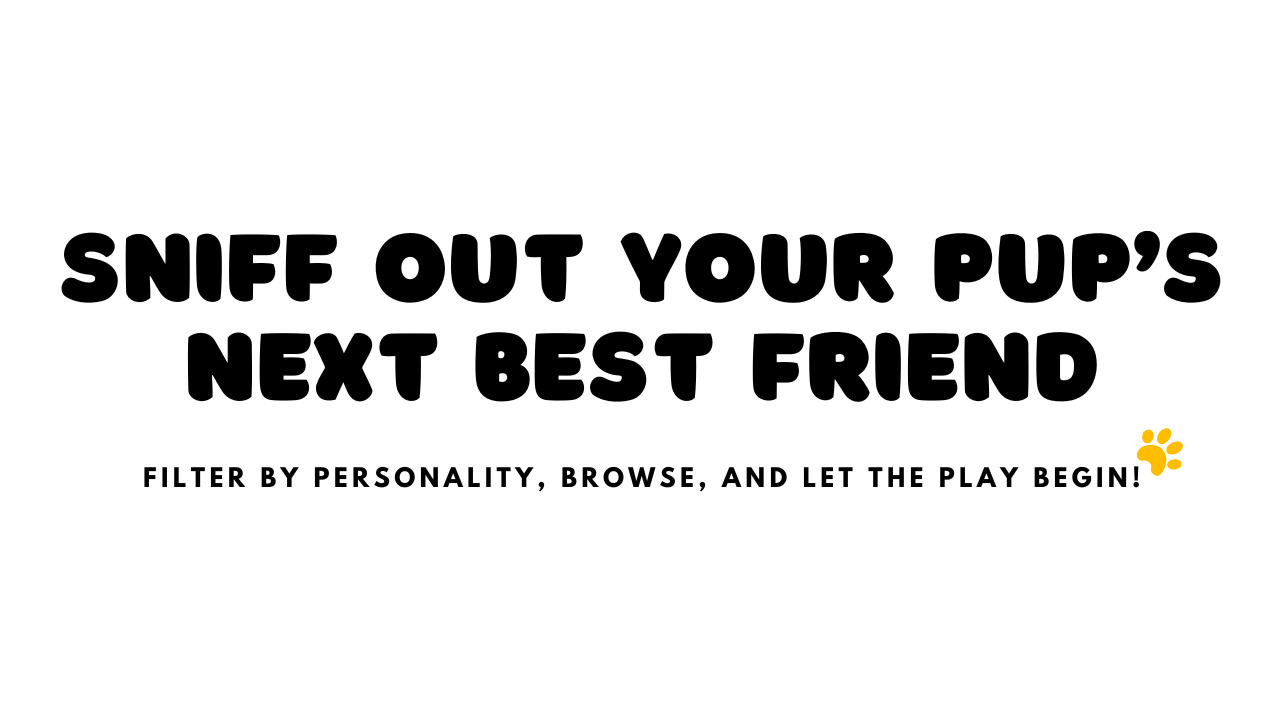 SNIFF OUT YOUR PUP'S
NEXT BEST FRIEND
FILTER BY PERSONALITY, BROWSE, AND LET THE PLAY BEGIN!